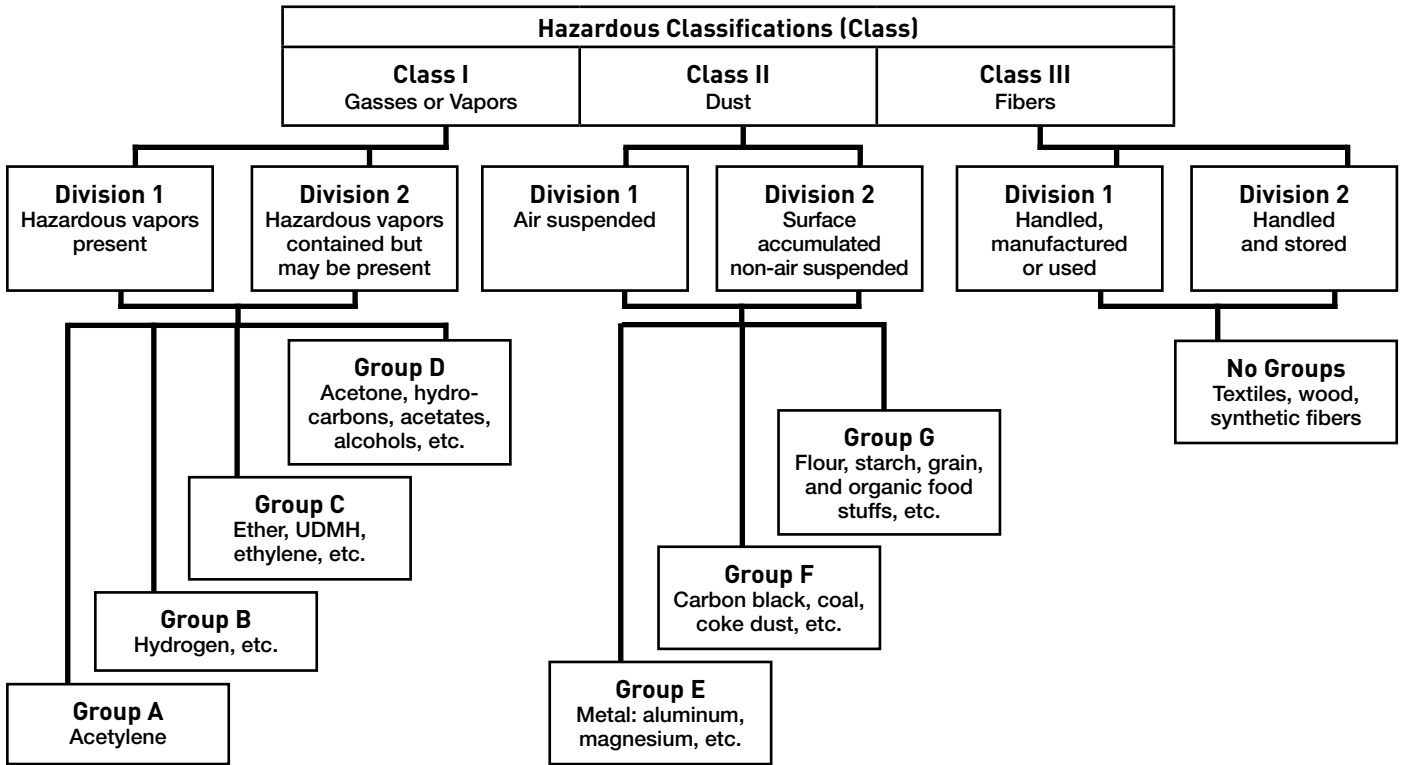 Hazardous Classifications (Class)
Class I
Gasses or Vapors
Class II
Dust
Class III
Fibers
Division 1
Hazardous vapors
present
Division 2
Hazardous vapors
contained but
may be present
Division 1
Air suspended
Division 2
Surface
accumulated
non-air suspended
Division 1
Handled,
manufactured
or used
Division 2
Handled
and stored
Group D
Acetone, hydro-
carbons, acetates,
alcohols, etc.
Group C
Ether, UDMH,
ethylene, etc.
Group B
Hydrogen, etc.
Group A
Acetylene
Group G
Flour, starch, grain,
and organic food
stuffs, etc.
Group F
Carbon black, coal,
coke dust, etc.
Group E
Metal: aluminum,
magnesium, etc.
No Groups
Textiles, wood,
synthetic fibers